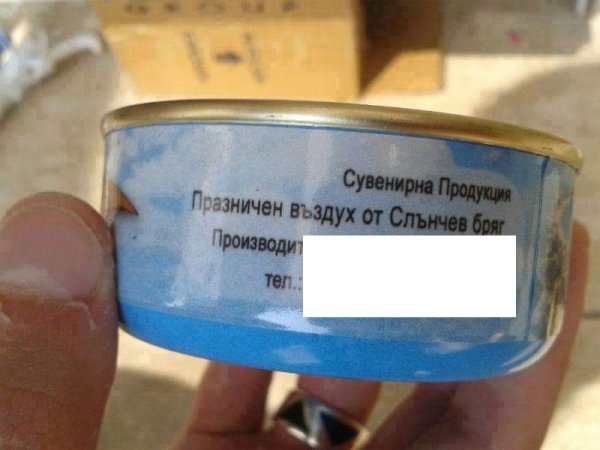 Сувенирна Продукция
Празничен въздух от Слънчев бряг
Производит
тел.: